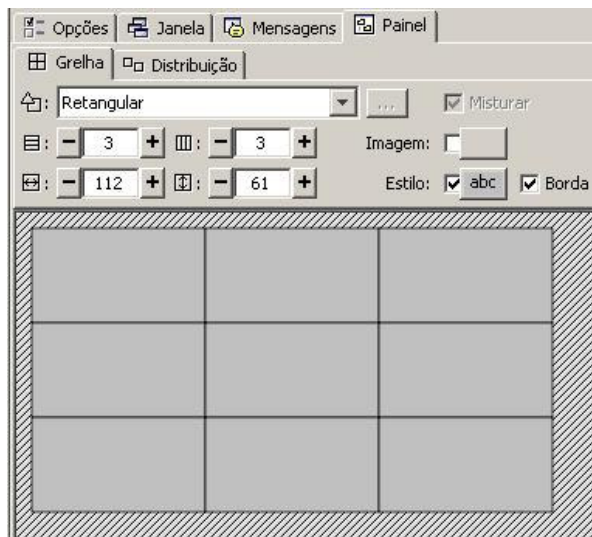 Opções Janela Mensagens Painel
Grelha Distribuição
: Retangular ... Misturar
: - 3 + : - 3 + Imagem:
: - 112 + : - 61 + Estilo: abc Borda